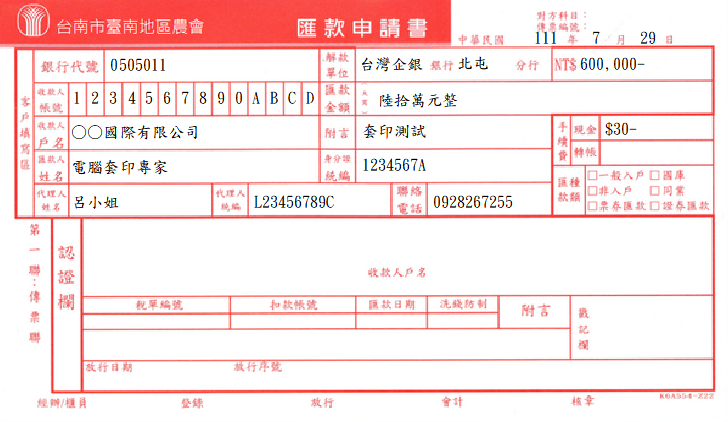 台南市臺南地區農會
匯款申請書
對方科目：
傳票編號：
中華民國 111 年 7 月 29 日
銀行代號 0505011 解款單位 台灣企銀 銀行 北屯 分行 NT$ 600,000-
收款人帳號 1 2 3 4 5 6 7 8 9 0 A B C D 匯款金額 大寫 陸拾萬元整
收款人戶名 ○○國際有限公司 附言 套印測試 手續費 現金 $30-
轉帳
匯款人姓名 電腦套印專家 身分證統編 1234567A
匯款種類 □一般入戶 □國庫
□非入戶 □同業
□票券匯款 □證券匯款
代理人姓名 呂小姐 代理人統編 L23456789C 聯絡電話 0928267255
客戶填寫區
第一聯：傳票聯
認證欄
收款人戶名
稅單編號 扣款帳號 匯款日期 洗錢防制 附言 戳記欄
放行日期 放行序號
經辦/櫃員 登錄 放行 會計 核章
K0A554-ZZZ